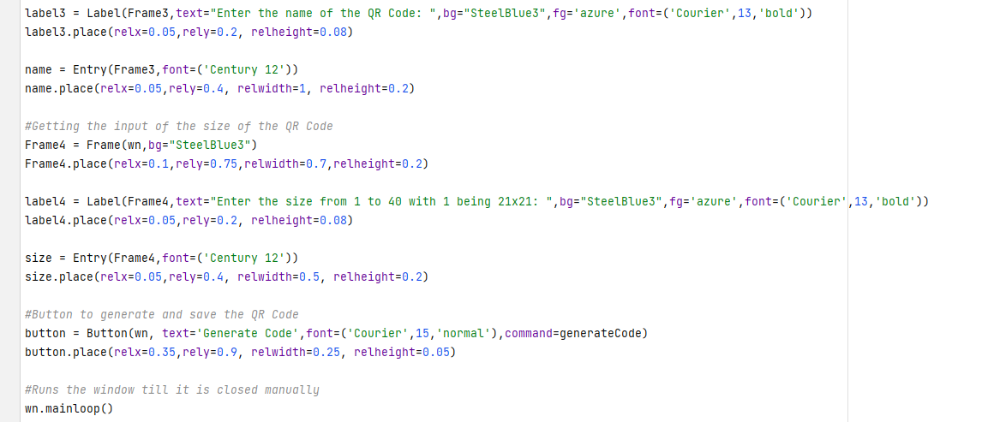 label3 = Label(Frame3,text="Enter the name of the QR Code: ",bg="SteelBlue3",fg='azure',font=('Courier',13,'bold'))
label3.place(relx=0.05,rely=0.2, relheight=0.08)
name = Entry(Frame3,font=('Century 12'))
name.place(relx=0.05,rely=0.4, relwidth=1, relheight=0.2)
#Getting the input of the size of the QR Code
Frame4 = Frame(wn,bg="SteelBlue3")
Frame4.place(relx=0.1,rely=0.75,relwidth=0.7,relheight=0.2)
label4 = Label(Frame4,text="Enter the size from 1 to 40 with 1 being 21x21: ",bg="SteelBlue3",fg='azure',font=('Courier',13,'bold'))
label4.place(relx=0.05,rely=0.2, relheight=0.08)
size = Entry(Frame4,font=('Century 12'))
size.place(relx=0.05,rely=0.4, relwidth=0.5, relheight=0.2)
#Button to generate and save the QR Code
button = Button(wn, text='Generate Code',font=('Courier',15,'normal'),command=generateCode)
button.place(relx=0.35,rely=0.9, relwidth=0.25, relheight=0.05)
#Runs the window till it is closed manually
wn.mainloop()